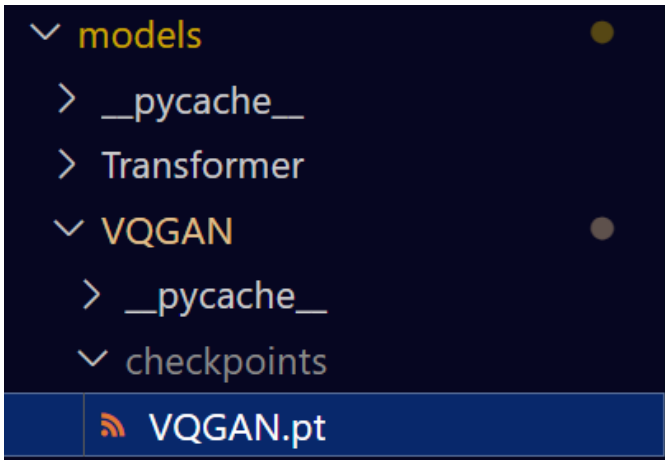 models
__pycache__
Transformer
VQGAN
__pycache__
checkpoints
VQGAN.pt